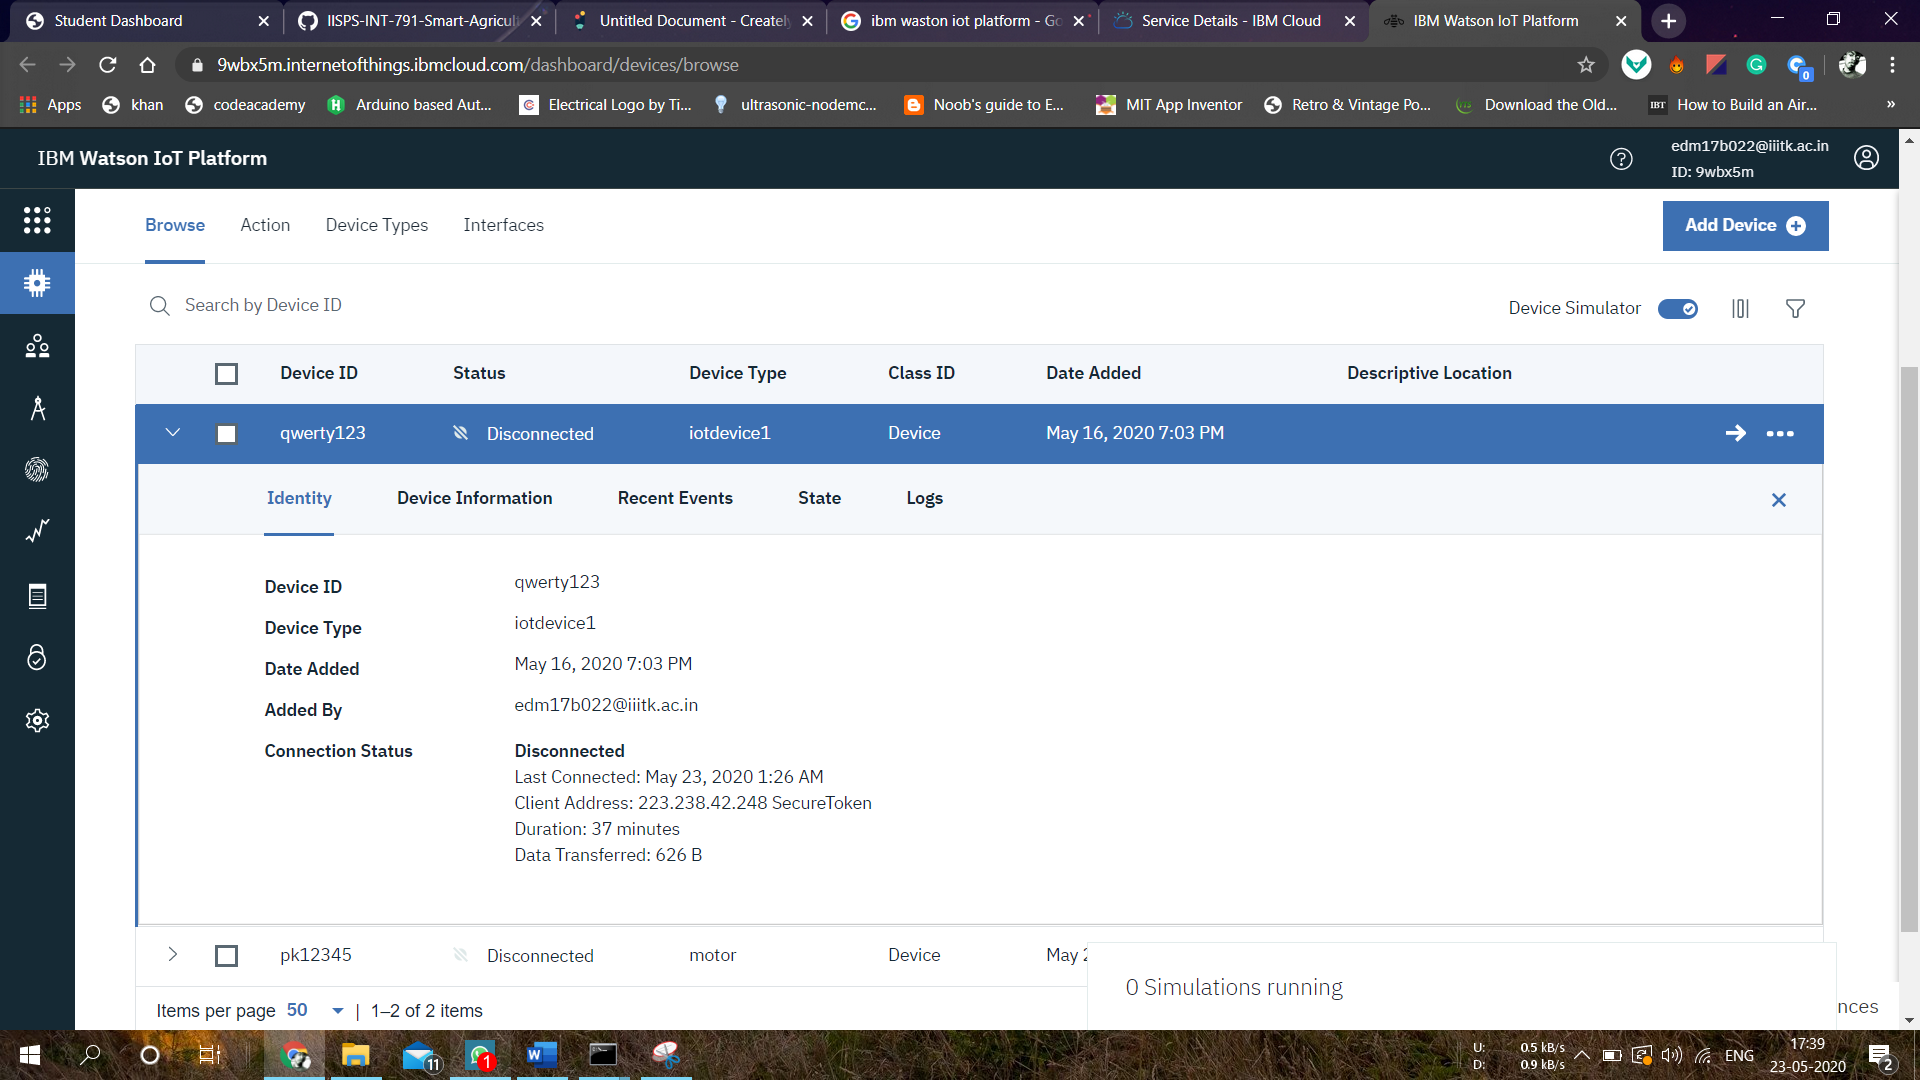 Student Dashboard
IISPS-INT-791-Smart-Agricul
Untitled Document - Createl
ibm waston iot platform - Go
Service Details - IBM Cloud
IBM Watson IoT Platform
9wbx5m.internetofthings.ibmcloud.com/dashboard/devices/browse
0
Apps
khan
codeacademy
Arduino based Aut...
Electrical Logo by Ti...
ultrasonic-nodemc...
Noob's guide to E...
MIT App Inventor
Retro & Vintage Po...
Download the Old...
IBT
How to Build an Air...
»
IBM Watson IoT Platform
edm17b022@iiitk.ac.in
ID: 9wbx5m
Browse Action Device Types Interfaces
Add Device
Search by Device ID
Device Simulator
Device ID Status Device Type Class ID Date Added Descriptive Location
qwerty123 Disconnected iotdevice1 Device May 16, 2020 7:03 PM
Identity Device Information Recent Events State Logs
Device ID qwerty123
Device Type iotdevice1
Date Added May 16, 2020 7:03 PM
Added By edm17b022@iiitk.ac.in
Connection Status Disconnected
Last Connected: May 23, 2020 1:26 AM
Client Address: 223.238.42.248 SecureToken
Duration: 37 minutes
Data Transferred: 626 B
pk12345 Disconnected motor Device May 2
0 Simulations running
Items per page 50 | 1–2 of 2 items
nces
11
1
U: 0.5 kB/s
D: 0.9 kB/s
ENG
17:39
23-05-2020
2